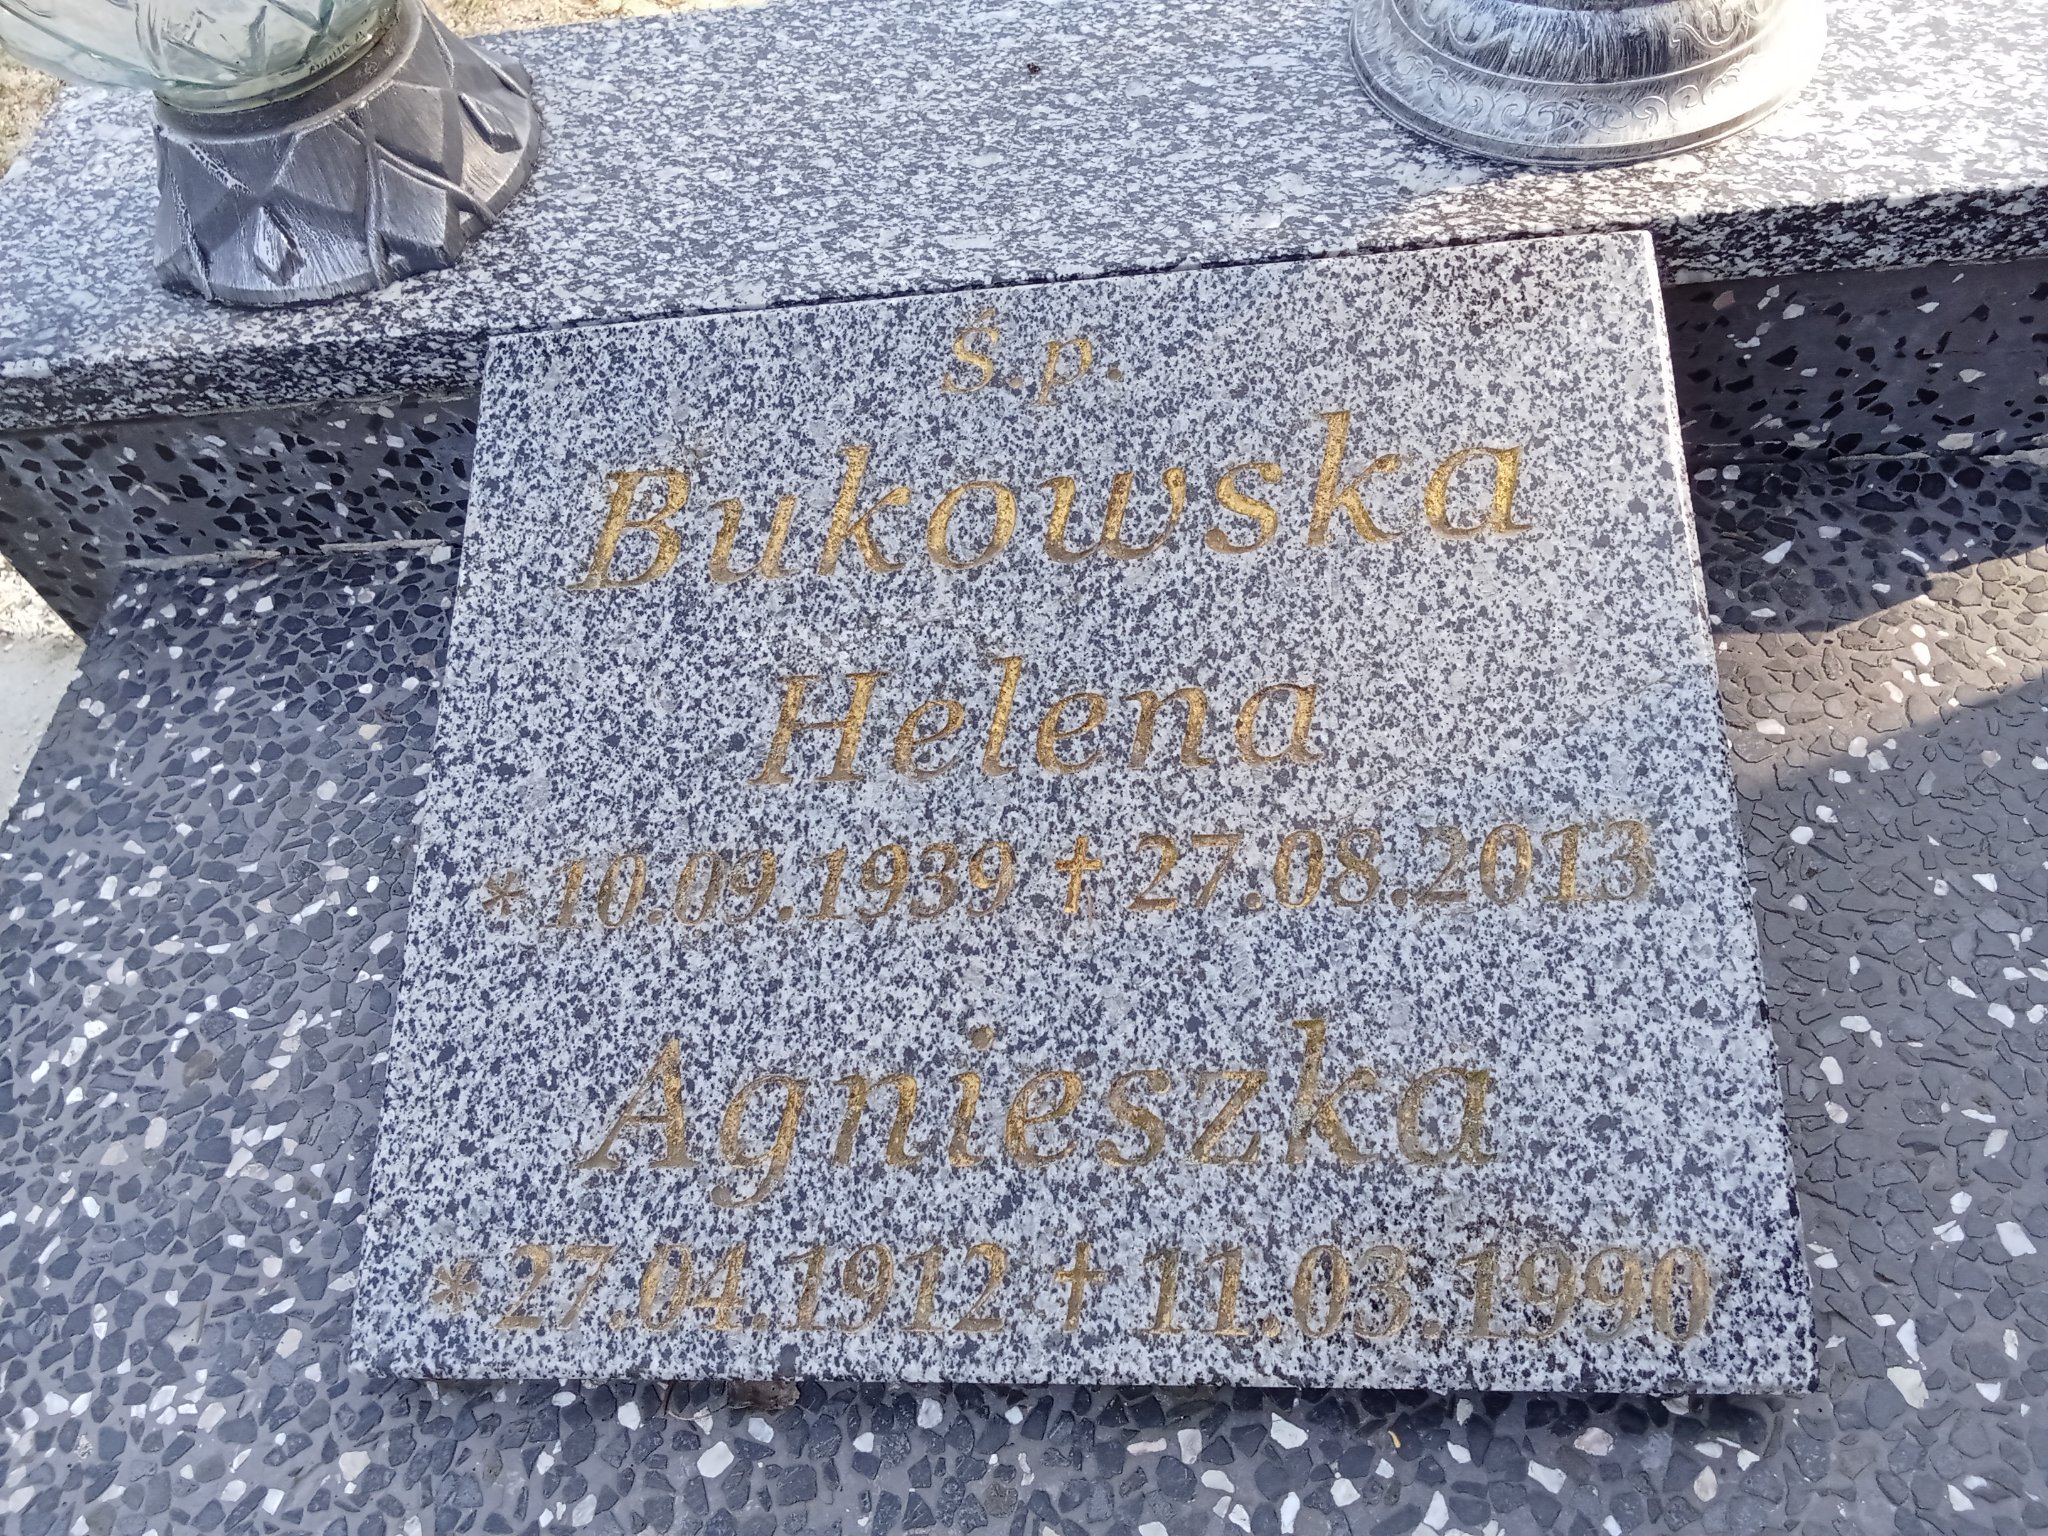 Ś.p.
Bukowska
Helena
* 10.09.1939 ✝ 27.08.2013
Agnieszka
* 27.04.1912 ✝ 11.03.1990